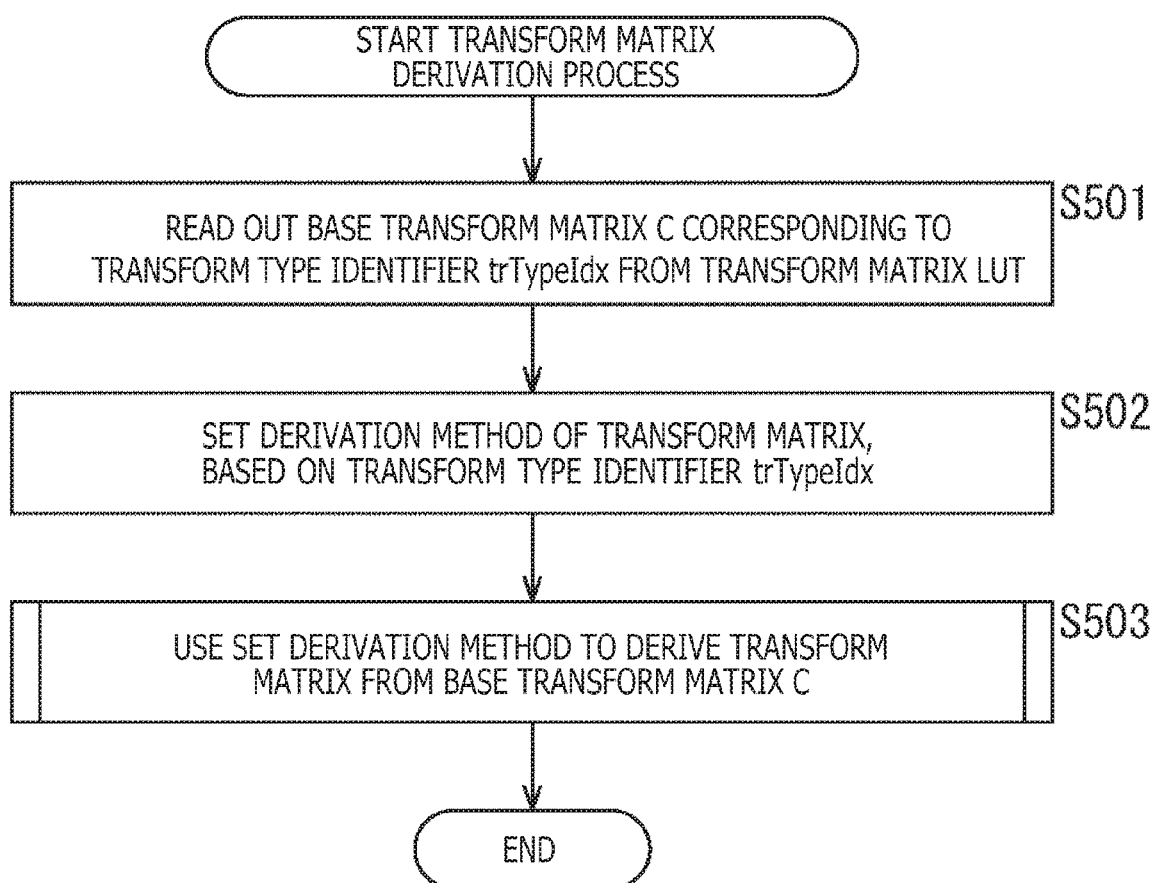 START TRANSFORM MATRIX
DERIVATION PROCESS
S501
READ OUT BASE TRANSFORM MATRIX C CORRESPONDING TO
TRANSFORM TYPE IDENTIFIER trTypeIdx FROM TRANSFORM MATRIX LUT
S502
SET DERIVATION METHOD OF TRANSFORM MATRIX,
BASED ON TRANSFORM TYPE IDENTIFIER trTypeIdx
S503
USE SET DERIVATION METHOD TO DERIVE TRANSFORM
MATRIX FROM BASE TRANSFORM MATRIX C
END